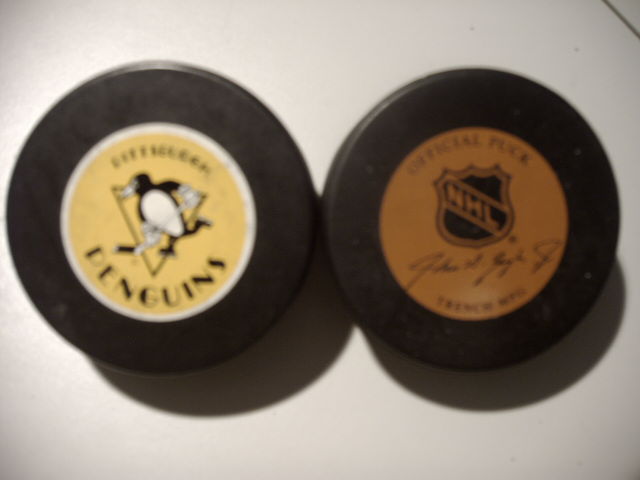 PITTSBURGH
PENGUINS
OFFICIAL PUCK
NHL
TRENCH MFG